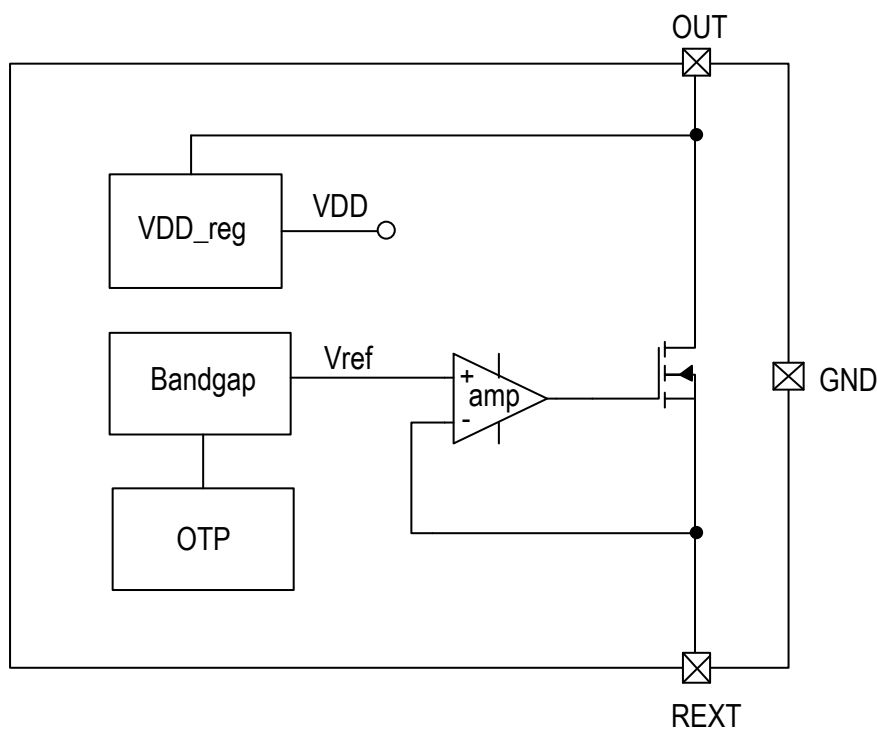 OUT
VDD
VDD_reg
Vref
+
Bandgap
amp
GND
-
OTP
REXT